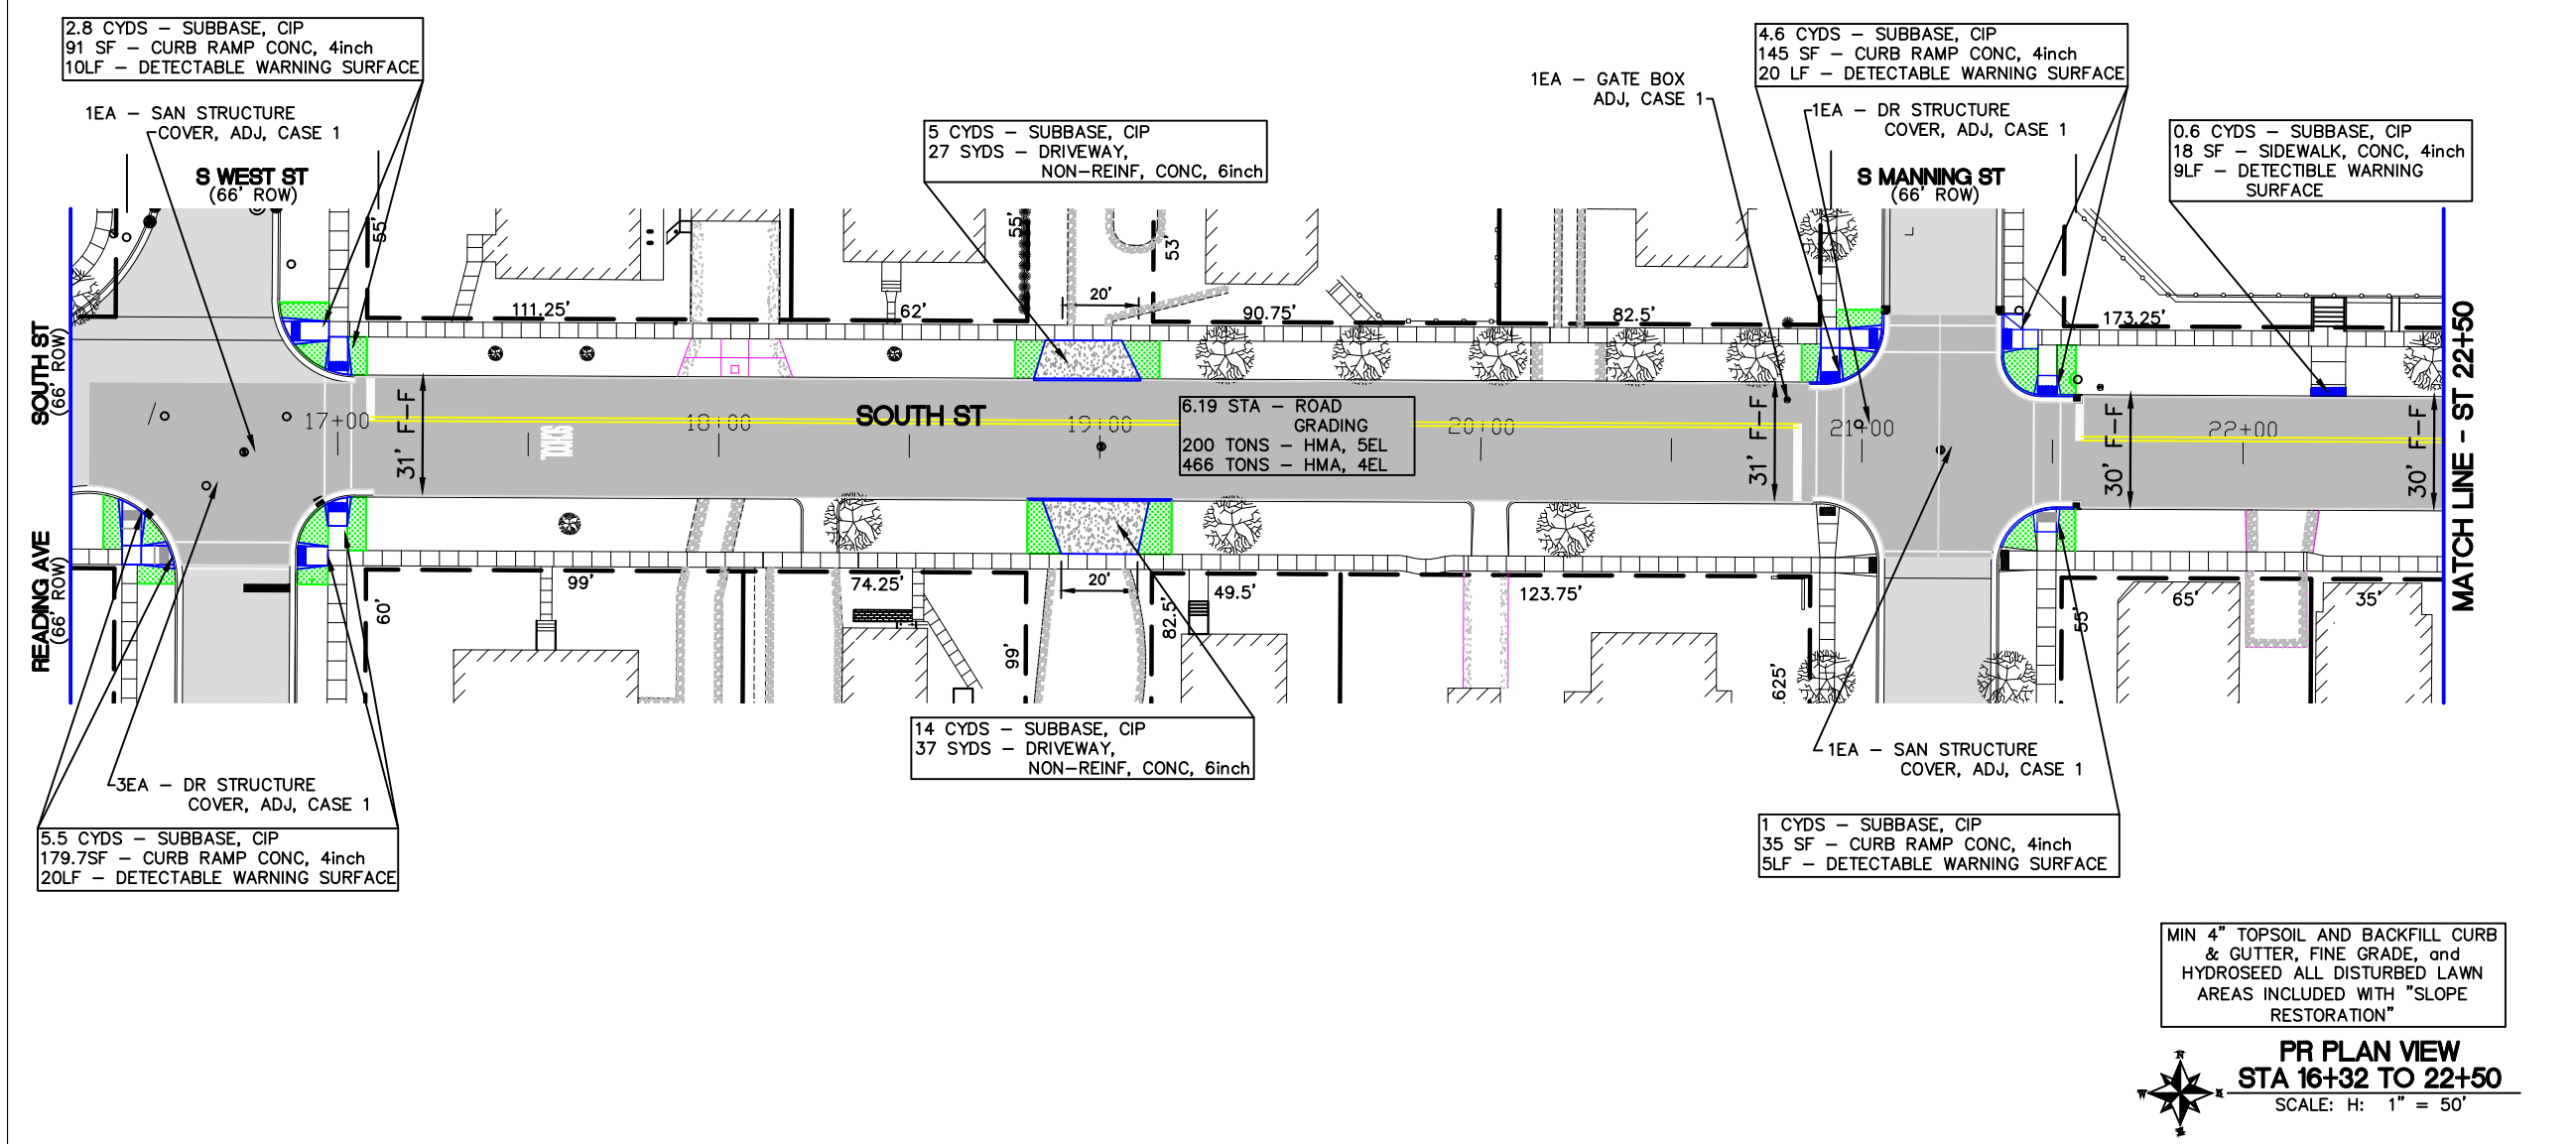 2.8 CYDS – SUBBASE, CIP
91 SF – CURB RAMP CONC, 4inch
10LF – DETECTABLE WARNING SURFACE
1EA – SAN STRUCTURE
COVER, ADJ, CASE 1
S WEST ST
(66' ROW)
5 CYDS – SUBBASE, CIP
27 SYDS – DRIVEWAY,
NON-REINF, CONC, 6inch
1EA – GATE BOX
ADJ, CASE 1
4.6 CYDS – SUBBASE, CIP
145 SF – CURB RAMP CONC, 4inch
20 LF – DETECTABLE WARNING SURFACE
1EA – DR STRUCTURE
COVER, ADJ, CASE 1
S MANNING ST
(66' ROW)
0.6 CYDS – SUBBASE, CIP
18 SF – SIDEWALK, CONC, 4inch
9LF – DETECTIBLE WARNING
SURFACE
55'
55'
53'
20'
111.25'
62'
90.75'
82.5'
173.25'
SOUTH ST
(66' ROW)
READING AVE
(66' ROW)
17+00
31' F–F
SCHOOL
18+00
SOUTH ST
19+00
6.19 STA – ROAD
GRADING
200 TONS – HMA, 5EL
466 TONS – HMA, 4EL
20+00
31' F–F
21+00
30' F–F
22+00
30' F–F
MATCH LINE – ST 22+50
60'
99'
74.25'
99'
20'
82.5'
49.5'
123.75'
.625'
55'
65'
35'
3EA – DR STRUCTURE
COVER, ADJ, CASE 1
5.5 CYDS – SUBBASE, CIP
179.7SF – CURB RAMP CONC, 4inch
20LF – DETECTABLE WARNING SURFACE
14 CYDS – SUBBASE, CIP
37 SYDS – DRIVEWAY,
NON-REINF, CONC, 6inch
1EA – SAN STRUCTURE
COVER, ADJ, CASE 1
1 CYDS – SUBBASE, CIP
35 SF – CURB RAMP CONC, 4inch
5LF – DETECTABLE WARNING SURFACE
MIN 4" TOPSOIL AND BACKFILL CURB
& GUTTER, FINE GRADE, and
HYDROSEED ALL DISTURBED LAWN
AREAS INCLUDED WITH "SLOPE
RESTORATION"
PR PLAN VIEW
STA 16+32 TO 22+50
SCALE: H: 1" = 50'
N
W
E
S